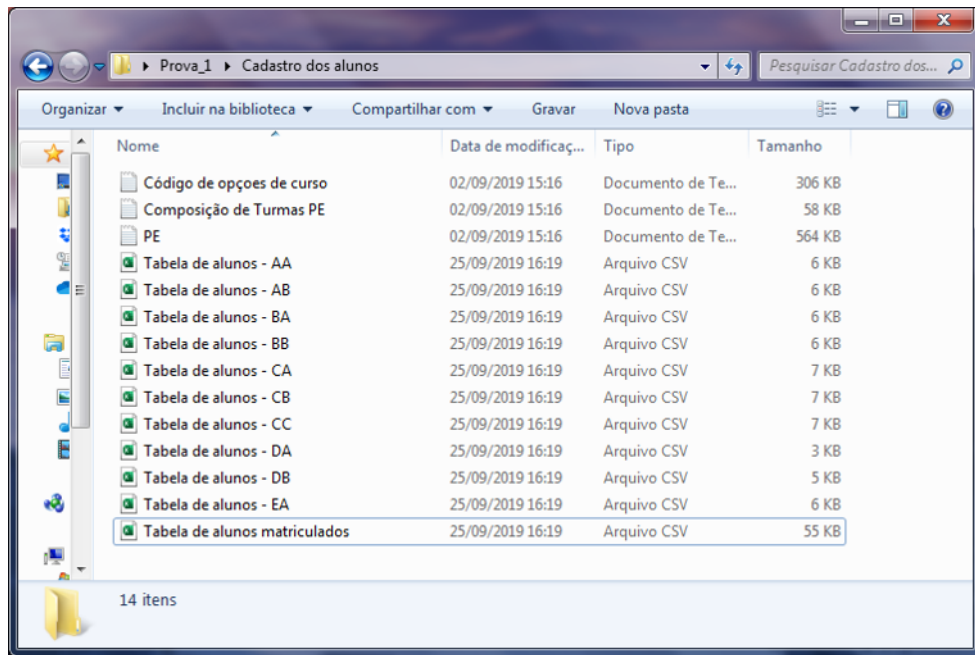 Prova_1 Cadastro dos alunos Pesquisar Cadastro dos...
Organizar Incluir na biblioteca Compartilhar com Gravar Nova pasta
Nome Data de modificaç... Tipo Tamanho
Código de opçoes de curso 02/09/2019 15:16 Documento de Te... 306 KB
Composição de Turmas PE 02/09/2019 15:16 Documento de Te... 58 KB
PE 02/09/2019 15:16 Documento de Te... 564 KB
Tabela de alunos - AA 25/09/2019 16:19 Arquivo CSV 6 KB
Tabela de alunos - AB 25/09/2019 16:19 Arquivo CSV 6 KB
Tabela de alunos - BA 25/09/2019 16:19 Arquivo CSV 6 KB
Tabela de alunos - BB 25/09/2019 16:19 Arquivo CSV 6 KB
Tabela de alunos - CA 25/09/2019 16:19 Arquivo CSV 7 KB
Tabela de alunos - CB 25/09/2019 16:19 Arquivo CSV 7 KB
Tabela de alunos - CC 25/09/2019 16:19 Arquivo CSV 7 KB
Tabela de alunos - DA 25/09/2019 16:19 Arquivo CSV 3 KB
Tabela de alunos - DB 25/09/2019 16:19 Arquivo CSV 5 KB
Tabela de alunos - EA 25/09/2019 16:19 Arquivo CSV 6 KB
Tabela de alunos matriculados 25/09/2019 16:19 Arquivo CSV 55 KB
14 itens